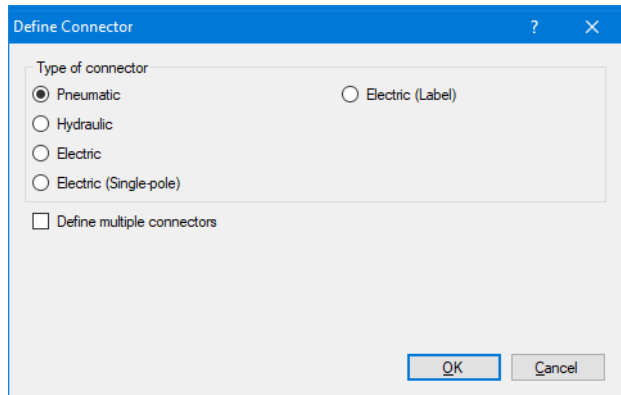 Define Connector
?
Type of connector
Pneumatic
Electric (Label)
Hydraulic
Electric
Electric (Single-pole)
Define multiple connectors
OK
Cancel